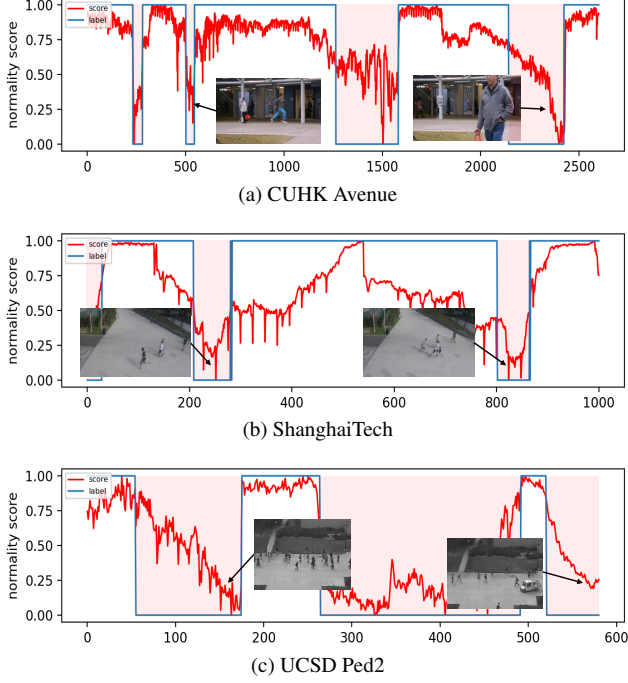 score
label
normality score
1.00
0.75
0.50
0.25
0.00
0 500 1000 1500 2000 2500
(a) CUHK Avenue
score
label
normality score
1.00
0.75
0.50
0.25
0.00
0 200 400 600 800 1000
(b) ShanghaiTech
score
label
normality score
1.00
0.75
0.50
0.25
0.00
0 100 200 300 400 500 600
(c) UCSD Ped2